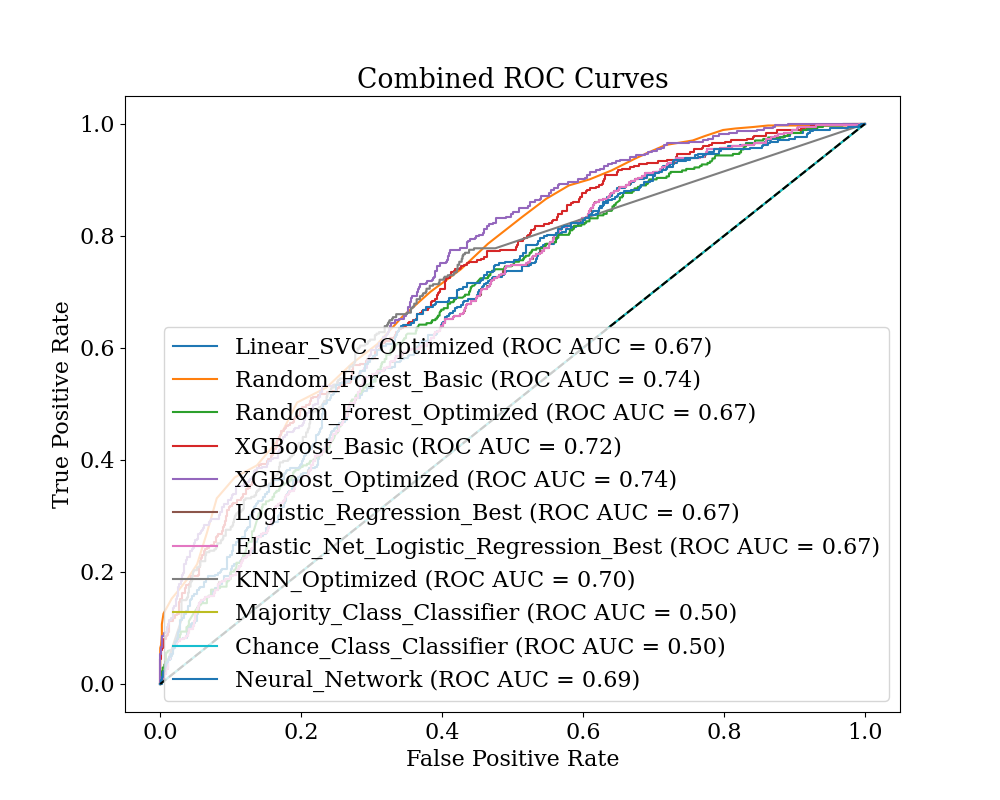 Combined ROC Curves
True Positive Rate
1.0
0.8
0.6
0.4
0.2
0.0
Linear_SVC_Optimized (ROC AUC = 0.67)
Random_Forest_Basic (ROC AUC = 0.74)
Random_Forest_Optimized (ROC AUC = 0.67)
XGBoost_Basic (ROC AUC = 0.72)
XGBoost_Optimized (ROC AUC = 0.74)
Logistic_Regression_Best (ROC AUC = 0.67)
Elastic_Net_Logistic_Regression_Best (ROC AUC = 0.67)
KNN_Optimized (ROC AUC = 0.70)
Majority_Class_Classifier (ROC AUC = 0.50)
Chance_Class_Classifier (ROC AUC = 0.50)
Neural_Network (ROC AUC = 0.69)
0.0 0.2 0.4 0.6 0.8 1.0
False Positive Rate